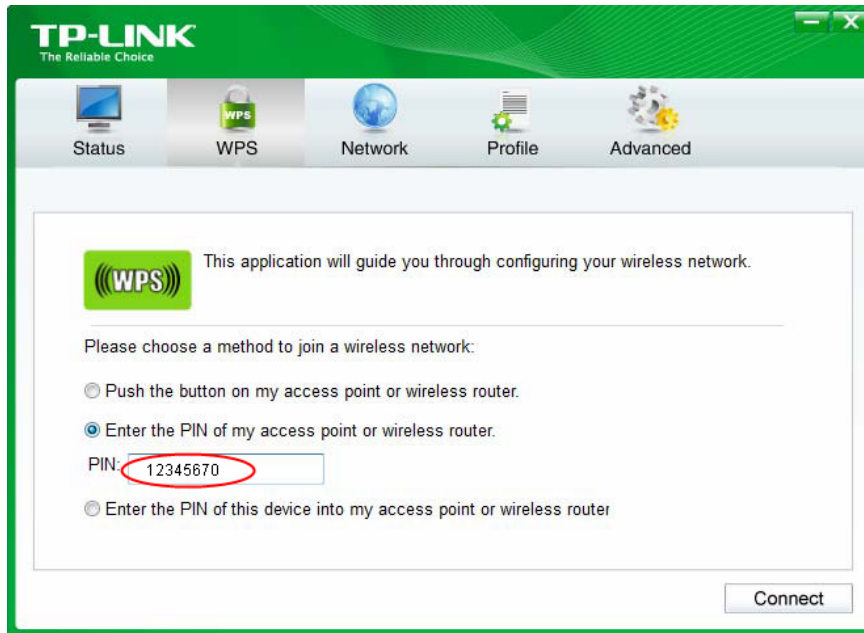 TP-LINK
The Reliable Choice
WPS
Status
WPS
Network
Profile
Advanced
(((WPS)))
This application will guide you through configuring your wireless network.
Please choose a method to join a wireless network:
Push the button on my access point or wireless router.
Enter the PIN of my access point or wireless router.
PIN: 12345670
Enter the PIN of this device into my access point or wireless router
Connect